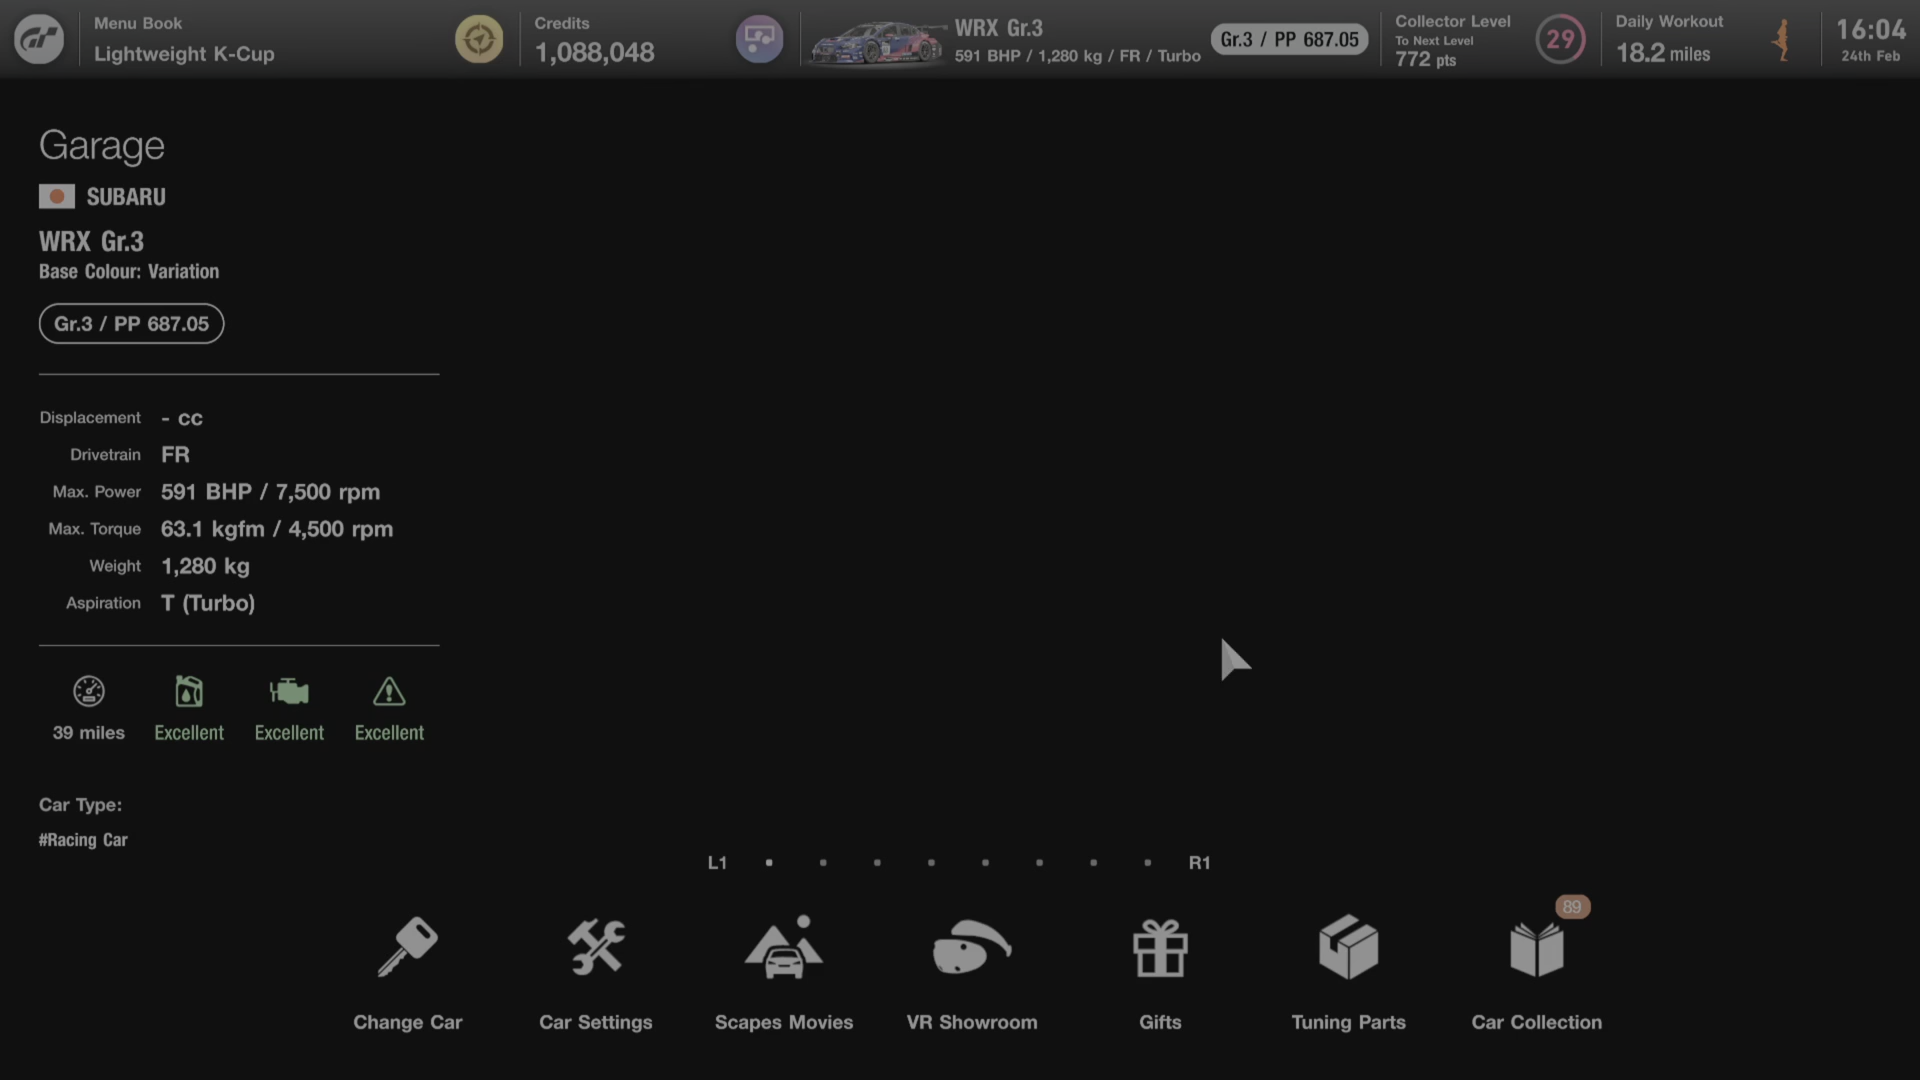 Menu Book
Lightweight K-Cup
Credits
1,088,048
WRX Gr.3
591 BHP / 1,280 kg / FR / Turbo
Gr.3 / PP 687.05
Collector Level
To Next Level
772 pts
29
Daily Workout
18.2 miles
16:04
24th Feb
Garage
SUBARU
WRX Gr.3
Base Colour: Variation
Gr.3 / PP 687.05
Displacement - cc
Drivetrain FR
Max. Power 591 BHP / 7,500 rpm
Max. Torque 63.1 kgfm / 4,500 rpm
Weight 1,280 kg
Aspiration T (Turbo)
39 miles Excellent Excellent Excellent
Car Type:
#Racing Car
L1 R1
89
Change Car Car Settings Scapes Movies VR Showroom Gifts Tuning Parts Car Collection